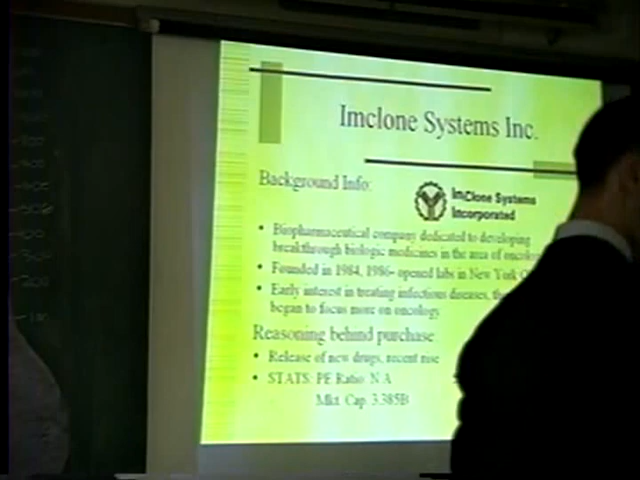 Imclone Systems Inc.
Background Info:
ImClone Systems
Incorporated
• Biopharmaceutical company dedicated to developing
breakthrough biologic medicines in the area of
• Founded in 1984, 1986- opened labs in New York
• Early interest in treating infectious diseases,
began to focus more on oncology
Reasoning behind purchase
• Release of new drugs, recent rise
• STATS: PE Ratio: N A
Mkt. Cap: 3.385B